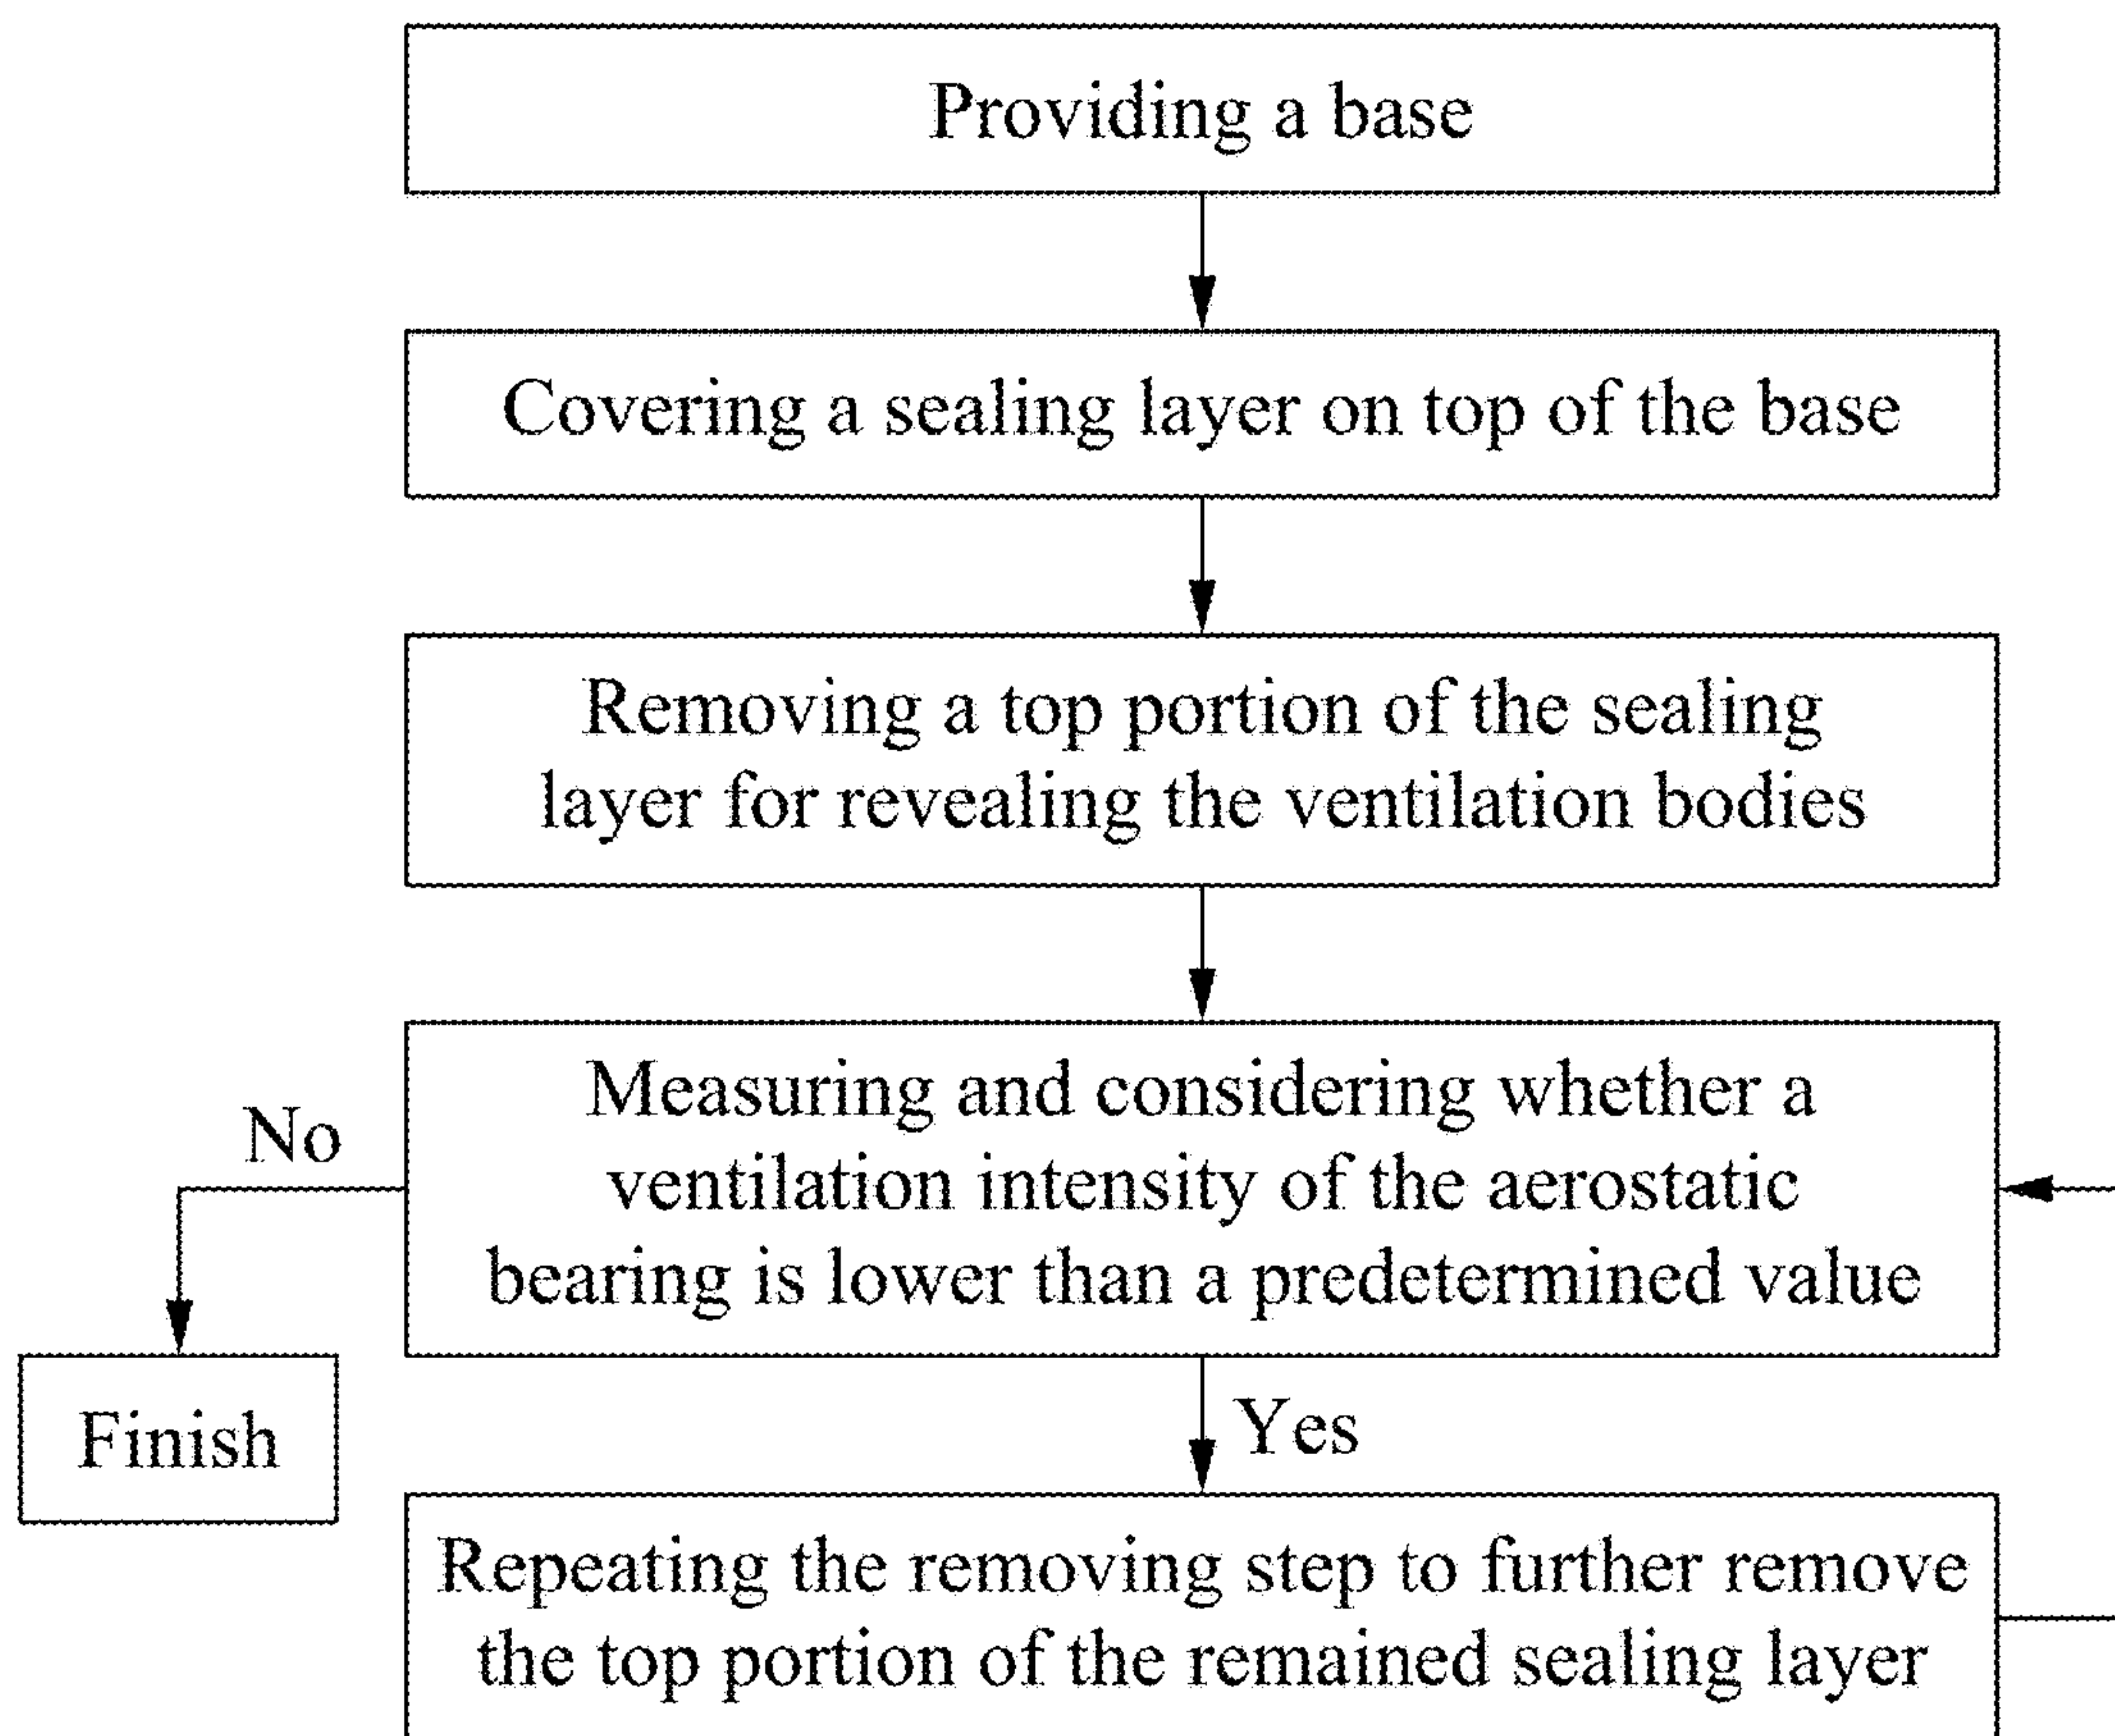 Providing a base
Covering a sealing layer on top of the base
Removing a top portion of the sealing
layer for revealing the ventilation bodies
Measuring and considering whether a
ventilation intensity of the aerostatic
bearing is lower than a predetermined value
No
Finish
Yes
Repeating the removing step to further remove
the top portion of the remained sealing layer